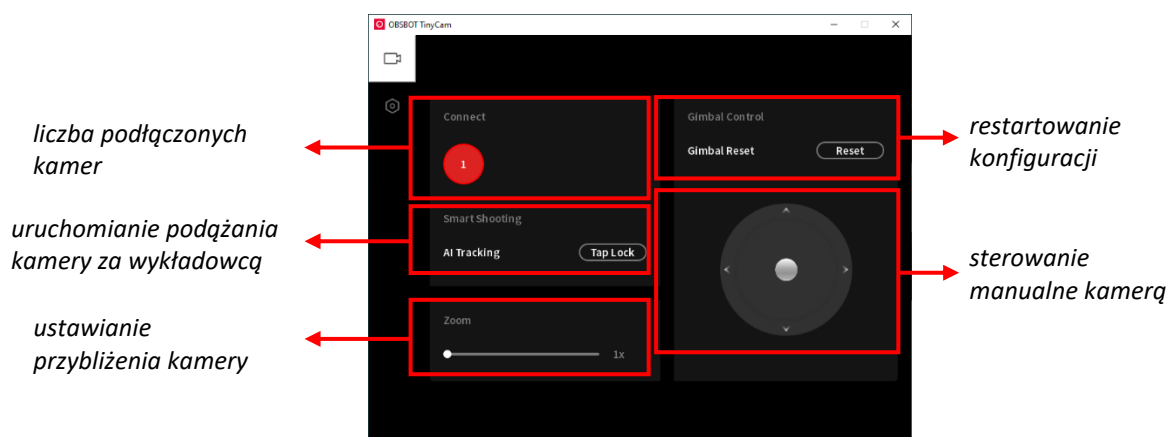 OBSBOT TinyCam
liczba podłączonych
kamer
Connect
1
Gimbal Control
Gimbal Reset
Reset
restartowanie
konfiguracji
uruchomianie podążania
kamery za wykładowcą
Smart Shooting
AI Tracking
Tap Lock
sterowanie
manualne kamerą
ustawianie
przybliżenia kamery
Zoom
1x